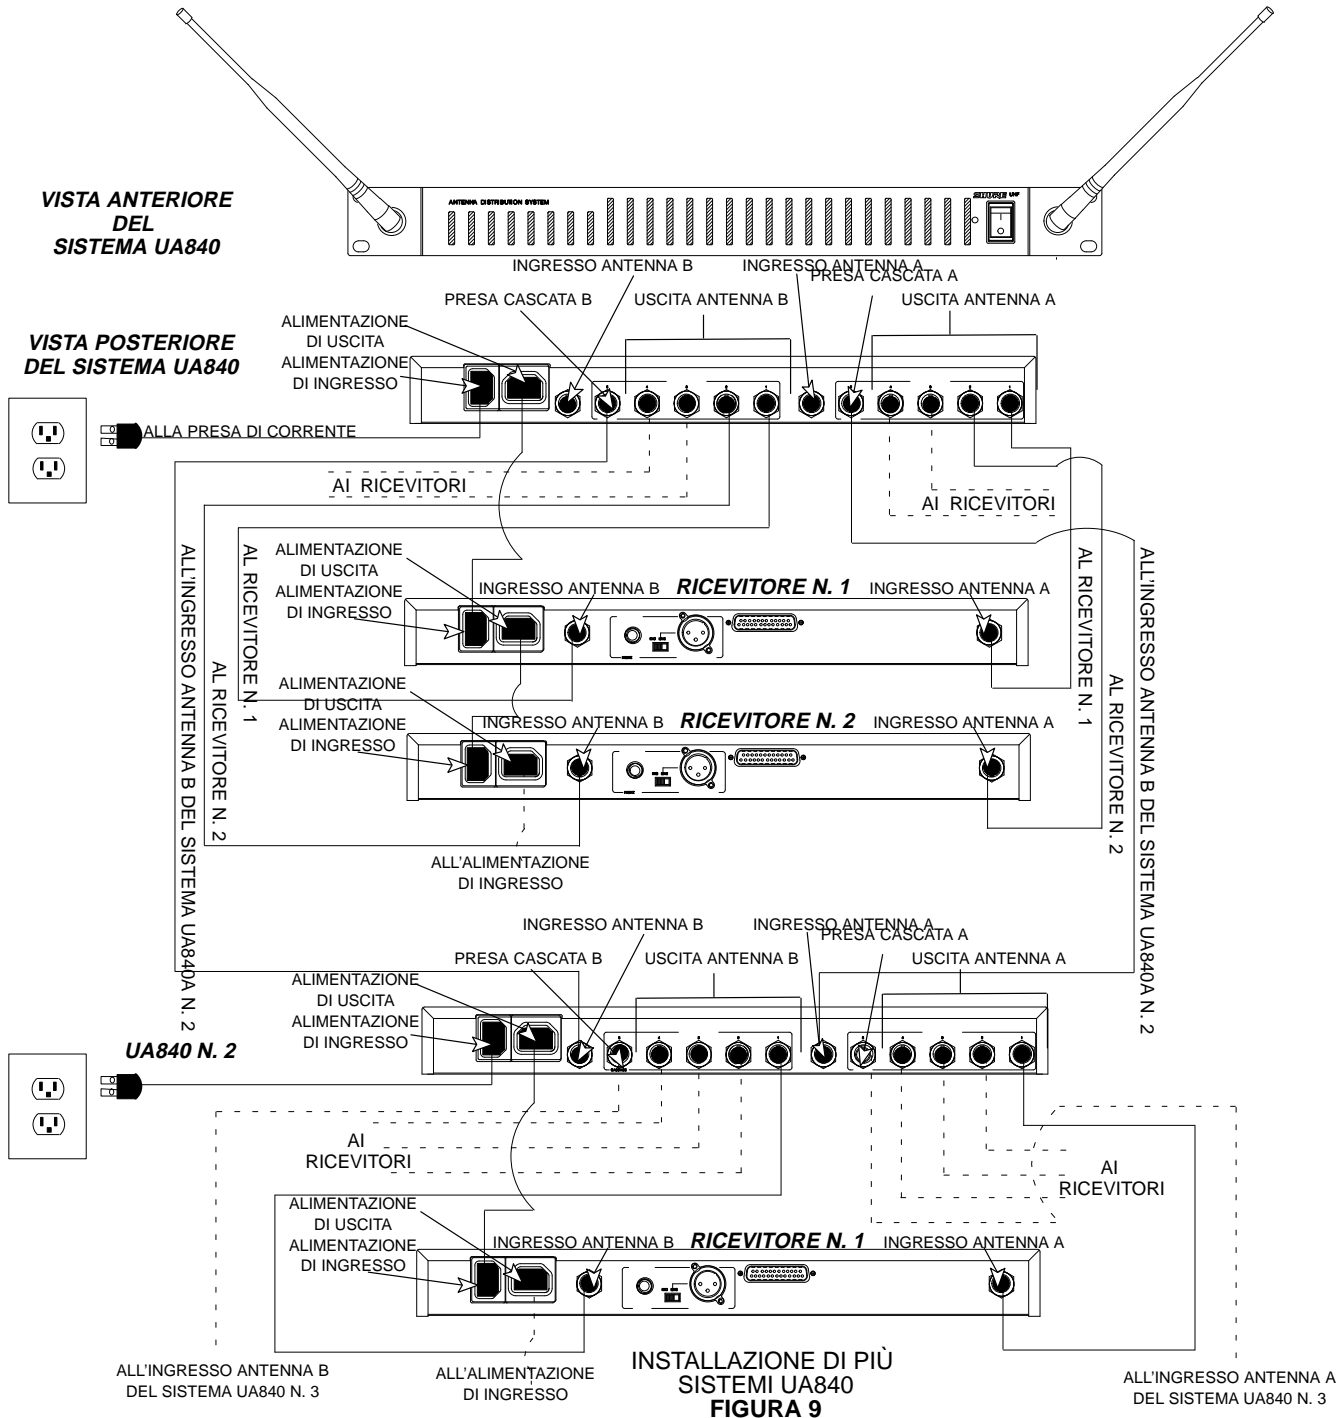 VISTA ANTERIORE
DEL
SISTEMA UA840
ANTENNA DISTRIBUTION SYSTEM
SHURE UHF
INGRESSO ANTENNA B
INGRESSO ANTENNA A
PRESA CASCATA A
PRESA CASCATA B
USCITA ANTENNA B
USCITA ANTENNA A
VISTA POSTERIORE
DEL SISTEMA UA840
ALIMENTAZIONE
DI USCITA
ALIMENTAZIONE
DI INGRESSO
ALLA PRESA DI CORRENTE
AI RICEVITORI
AI RICEVITORI
ALL'INGRESSO ANTENNA B DEL SISTEMA UA840A N. 2
AL RICEVITORE N. 2
AL RICEVITORE N. 1
AL RICEVITORE N. 1
AL RICEVITORE N. 2
ALL'INGRESSO ANTENNA B DEL SISTEMA UA840A N. 2
ALIMENTAZIONE
DI USCITA
ALIMENTAZIONE
DI INGRESSO
INGRESSO ANTENNA B
RICEVITORE N. 1
INGRESSO ANTENNA A
ALIMENTAZIONE
DI USCITA
ALIMENTAZIONE
DI INGRESSO
INGRESSO ANTENNA B
RICEVITORE N. 2
INGRESSO ANTENNA A
ALL'ALIMENTAZIONE
DI INGRESSO
INGRESSO ANTENNA B
INGRESSO ANTENNA A
PRESA CASCATA A
PRESA CASCATA B
USCITA ANTENNA B
USCITA ANTENNA A
ALIMENTAZIONE
DI USCITA
ALIMENTAZIONE
DI INGRESSO
UA840 N. 2
AI
RICEVITORI
AI
RICEVITORI
ALIMENTAZIONE
DI USCITA
ALIMENTAZIONE
DI INGRESSO
INGRESSO ANTENNA B
RICEVITORE N. 1
INGRESSO ANTENNA A
ALL'INGRESSO ANTENNA B
DEL SISTEMA UA840 N. 3
ALL'ALIMENTAZIONE
DI INGRESSO
ALL'INGRESSO ANTENNA A
DEL SISTEMA UA840 N. 3
INSTALLAZIONE DI PIÙ
SISTEMI UA840
FIGURA 9